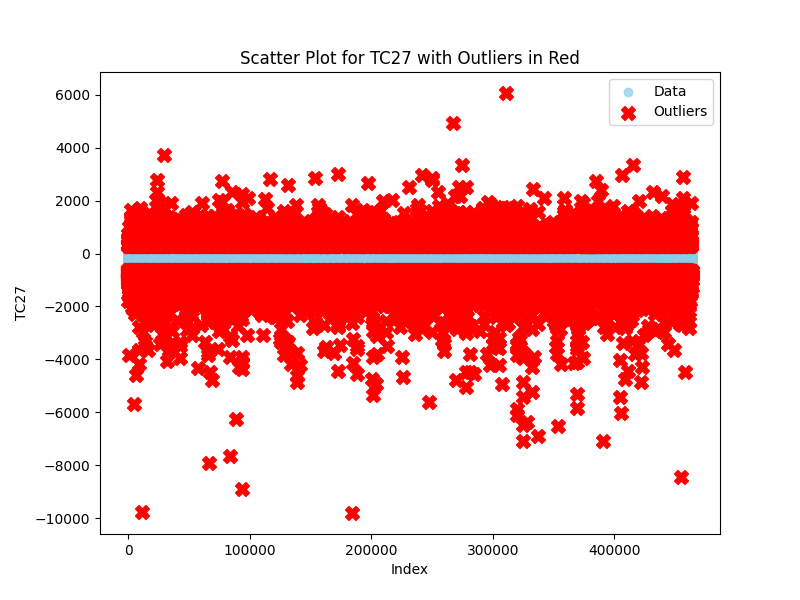 Scatter Plot for TC27 with Outliers in Red
Data
Outliers
6000
4000
2000
0
−2000
−4000
−6000
−8000
−10000
TC27
0
100000
200000
300000
400000
Index